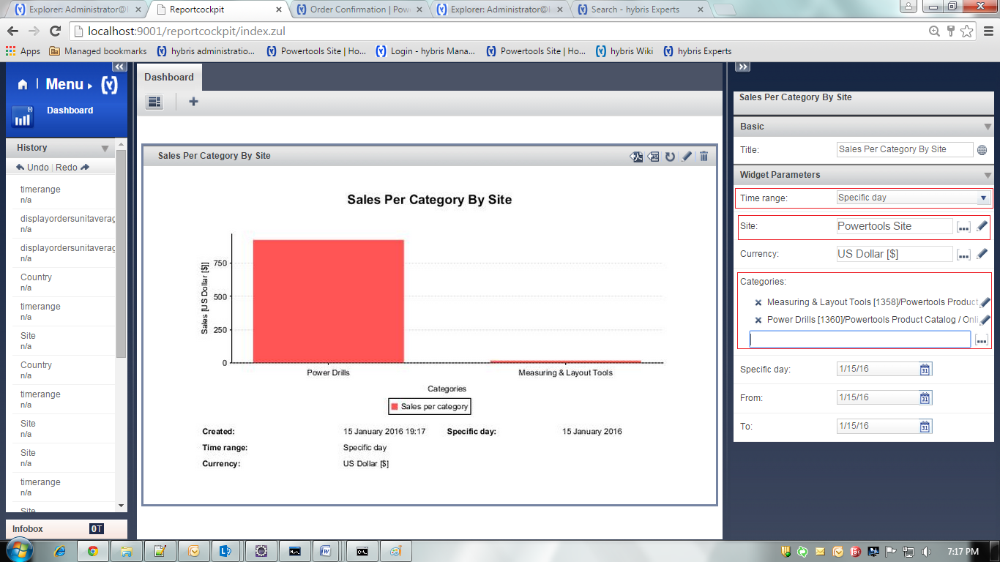 Explorer: Administrator@l
Reportcockpit
Order Confirmation | Pow
Explorer: Administrator@l
Search - hybris Experts
localhost:9001/reportcockpit/index.zul
Apps
Managed bookmarks
hybris administratio...
Powertools Site | Ho...
Login - hybris Mana...
Powertools Site | Ho...
hybris Wiki
hybris Experts
Menu
Dashboard
History
Undo | Redo
timerange
n/a
displayordersunitaverag
n/a
displayordersunitaverag
n/a
Country
n/a
timerange
n/a
Site
n/a
Country
n/a
timerange
n/a
Site
n/a
Site
n/a
timerange
n/a
Site
Infobox 0T
Dashboard
Sales Per Category By Site
Sales Per Category By Site
Sales [US Dollar [$]]
750
500
250
0
Power Drills
Measuring & Layout Tools
Categories
Sales per category
Created: 15 January 2016 19:17 Specific day: 15 January 2016
Time range: Specific day
Currency: US Dollar [$]
Sales Per Category By Site
Basic
Title: Sales Per Category By Site
Widget Parameters
Time range: Specific day
Site: Powertools Site ...
Currency: US Dollar [$] ...
Categories:
Measuring & Layout Tools [1358]/Powertools Product
Power Drills [1360]/Powertools Product Catalog / Onli
...
Specific day: 1/15/16 31
From: 1/15/16 31
To: 1/15/16 31
7:17 PM